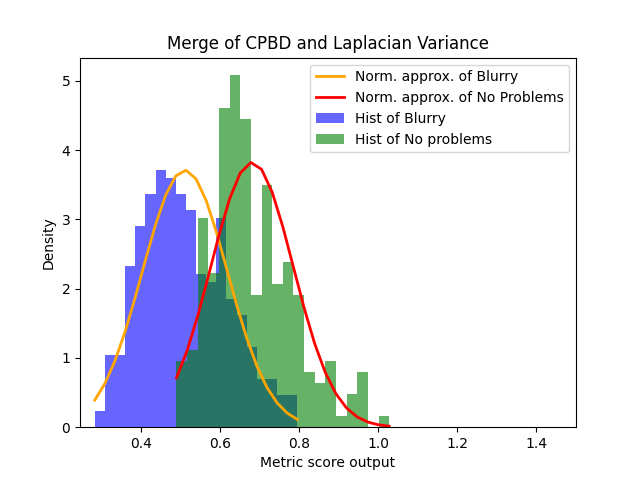 Merge of CPBD and Laplacian Variance
Norm. approx. of Blurry
Norm. approx. of No Problems
Hist of Blurry
Hist of No problems
Density
5
4
3
2
1
0
0.4
0.6
0.8
1.0
1.2
1.4
Metric score output